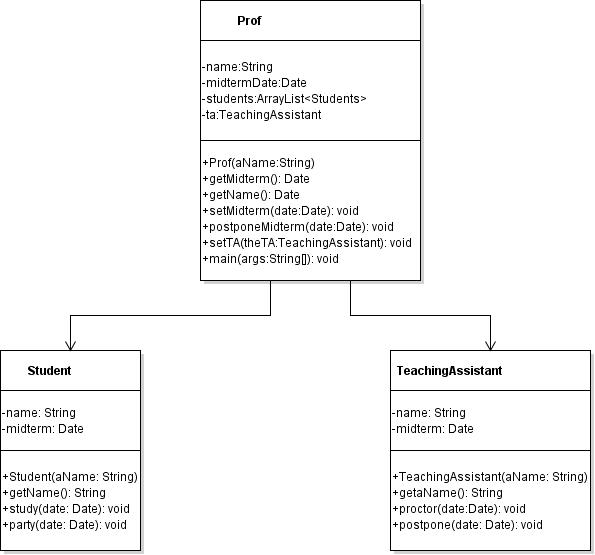 Prof
-name:String
-midtermDate:Date
-students:ArrayList<Students>
-ta:TeachingAssistant
+Prof(aName:String)
+getMidterm(): Date
+getName(): Date
+setMidterm(date:Date): void
+postponeMidterm(date:Date): void
+setTA(theTA:TeachingAssistant): void
+main(args:String[]): void
Student
-name: String
-midterm: Date
+Student(aName: String)
+getName(): String
+study(date: Date): void
+party(date: Date): void
TeachingAssistant
-name: String
-midterm: Date
+TeachingAssistant(aName: String)
+getaName(): String
+proctor(date:Date): void
+postpone(date: Date): void